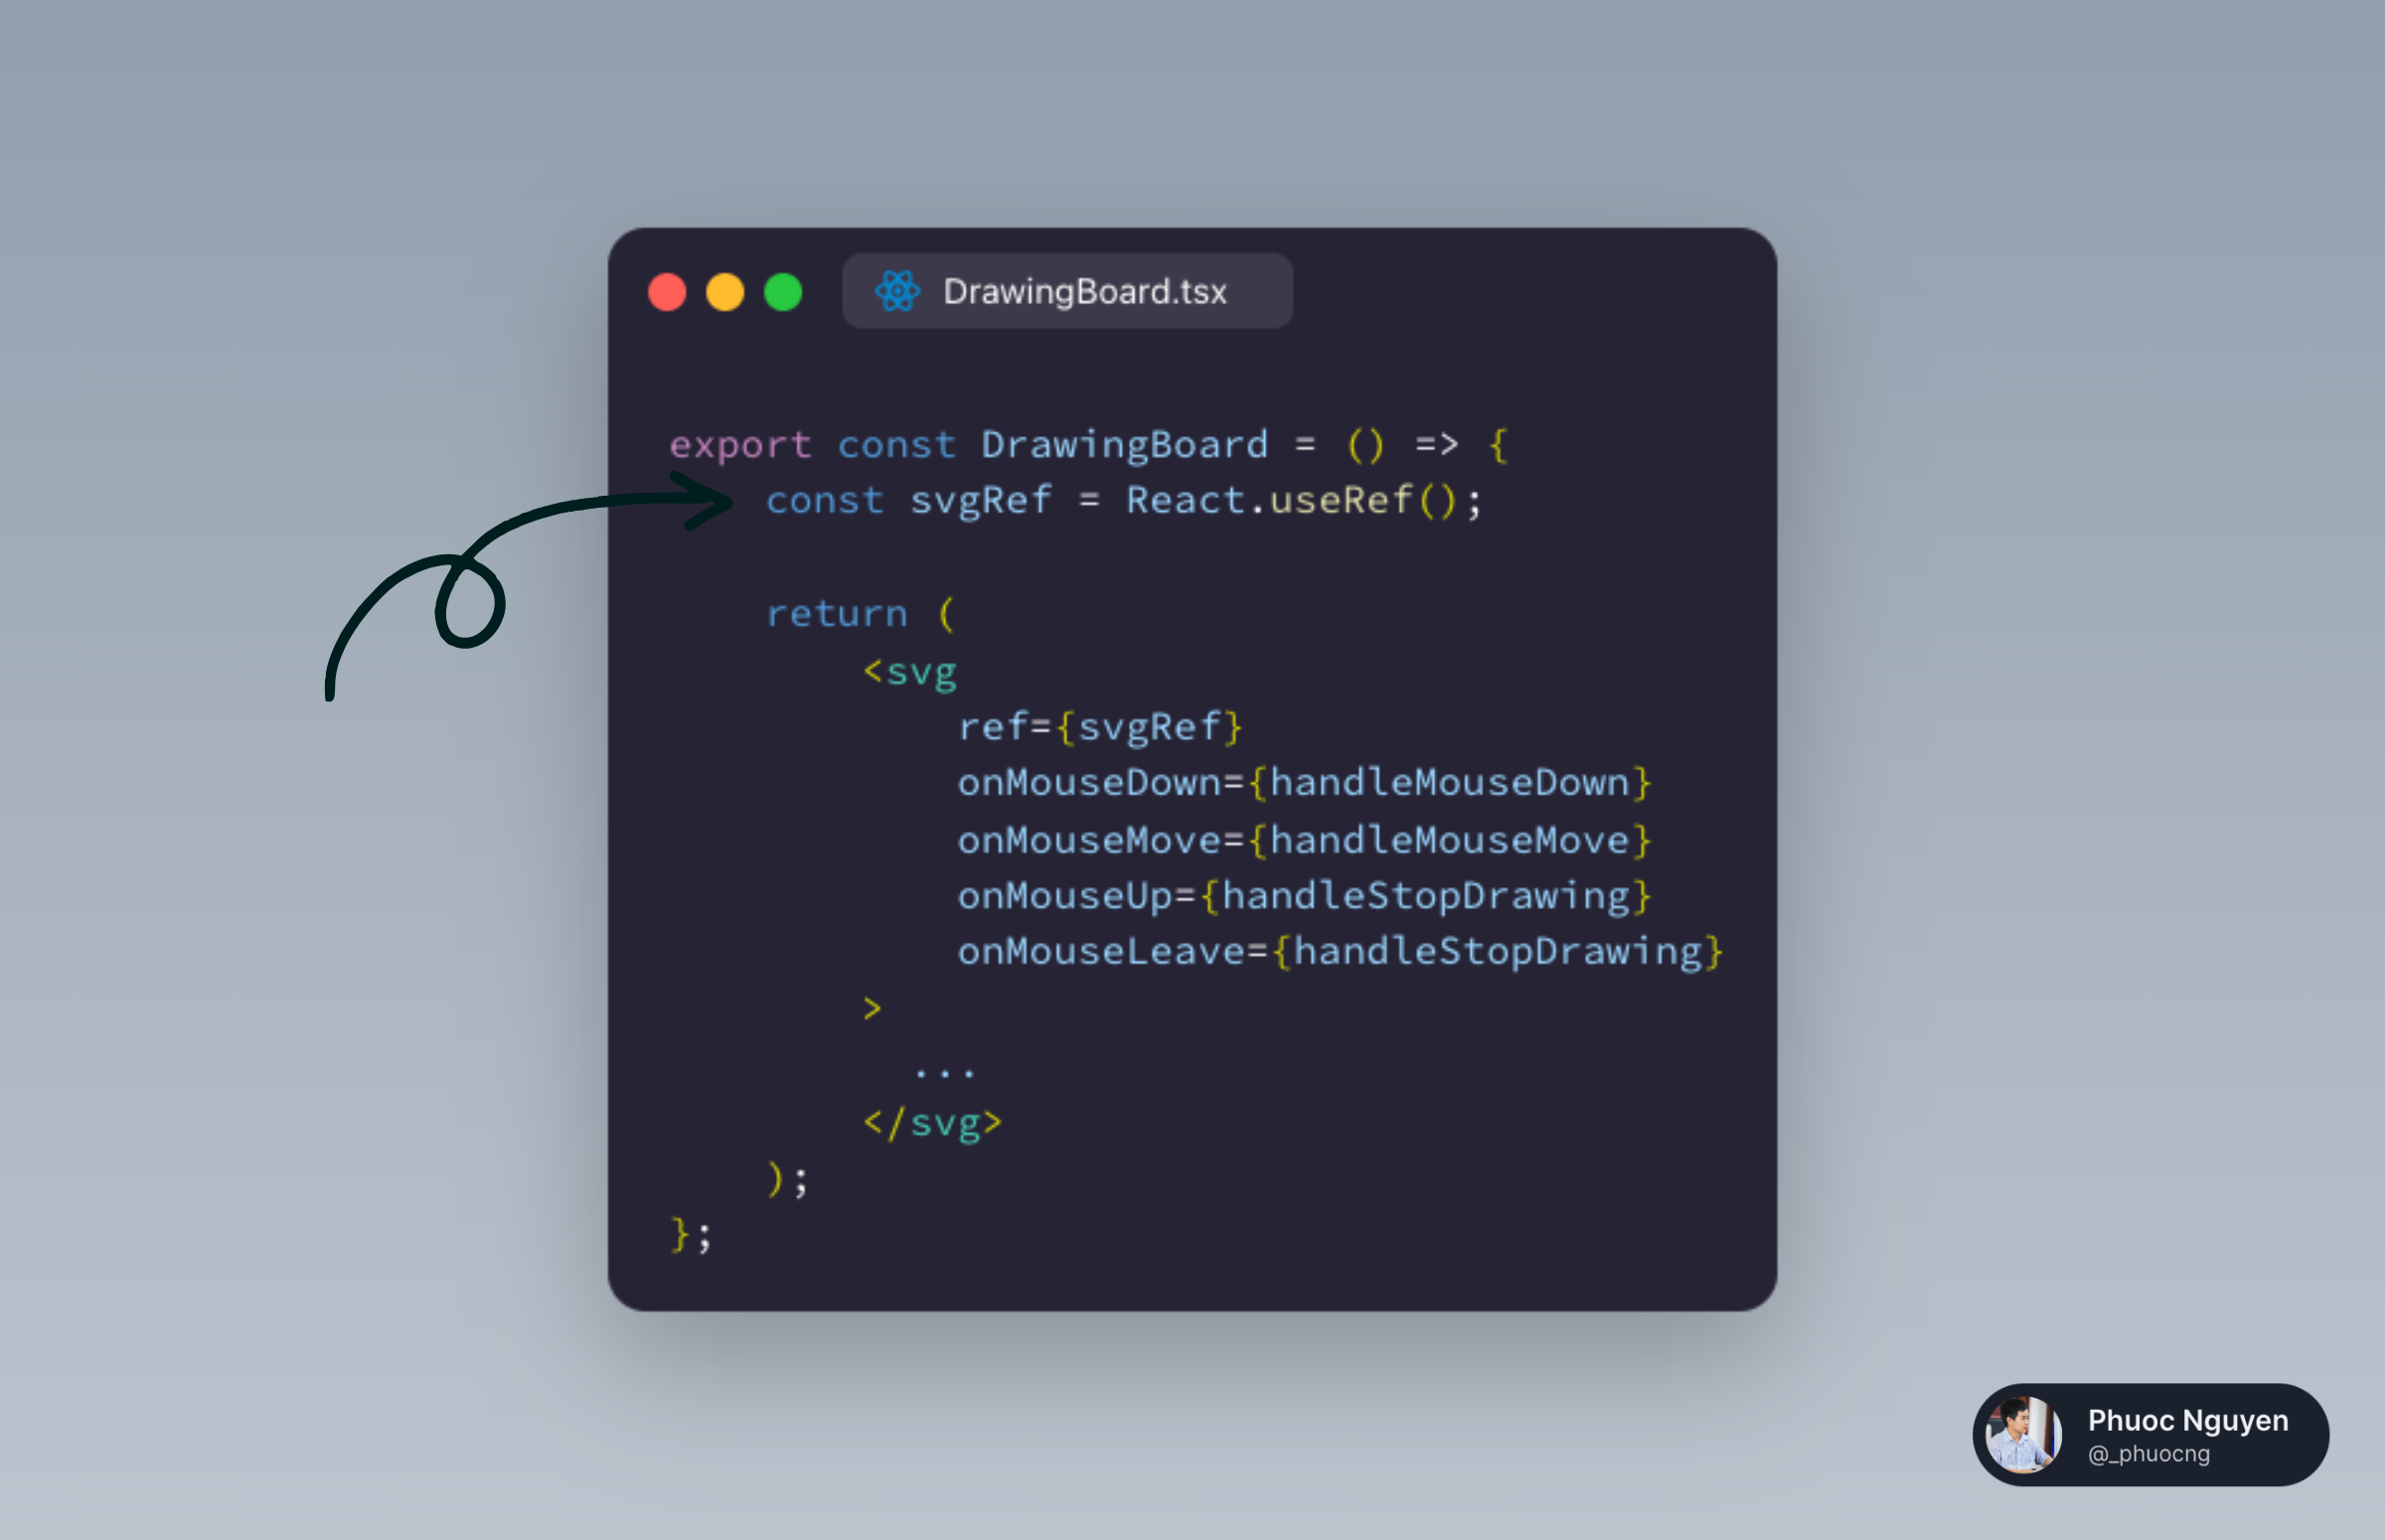 DrawingBoard.tsx
export const DrawingBoard = () => {
    const svgRef = React.useRef();

    return (
        <svg
            ref={svgRef}
            onMouseDown={handleMouseDown}
            onMouseMove={handleMouseMove}
            onMouseUp={handleStopDrawing}
            onMouseLeave={handleStopDrawing}
        >
          ...
        </svg>
    );
};
Phuoc Nguyen
@_phuocng